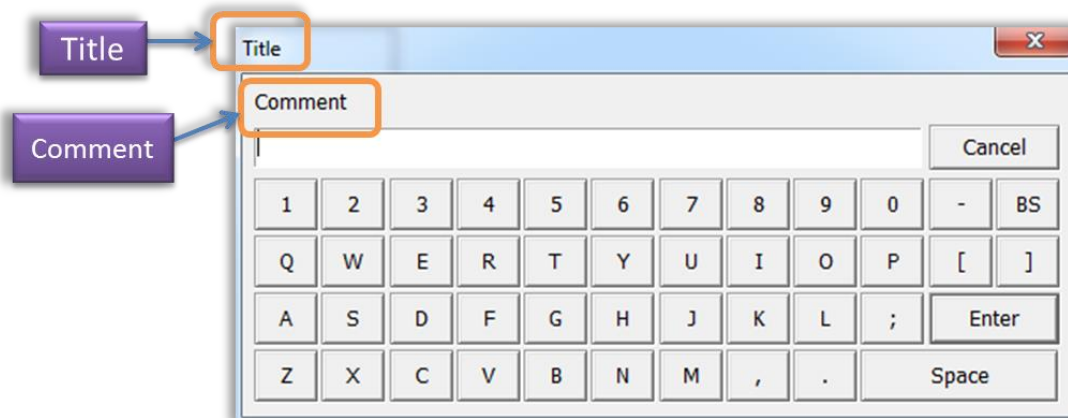 Title
Title
Comment
Comment
Cancel
1 2 3 4 5 6 7 8 9 0 - BS
Q W E R T Y U I O P [ ]
A S D F G H J K L ; Enter
Z X C V B N M , . Space